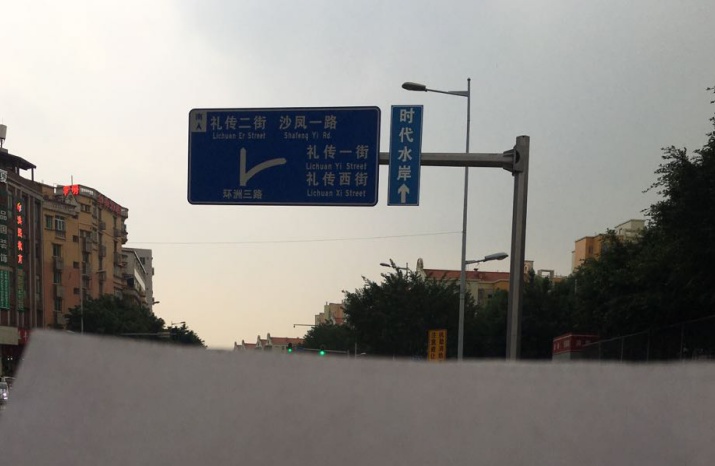 南
礼传二街 沙凤一路
Lichuan Er Street Shafeng Yi Rd
礼传一街
Lichuan Yi Street
礼传西街
Lichuan Xi Street
环洲三路
时代水岸